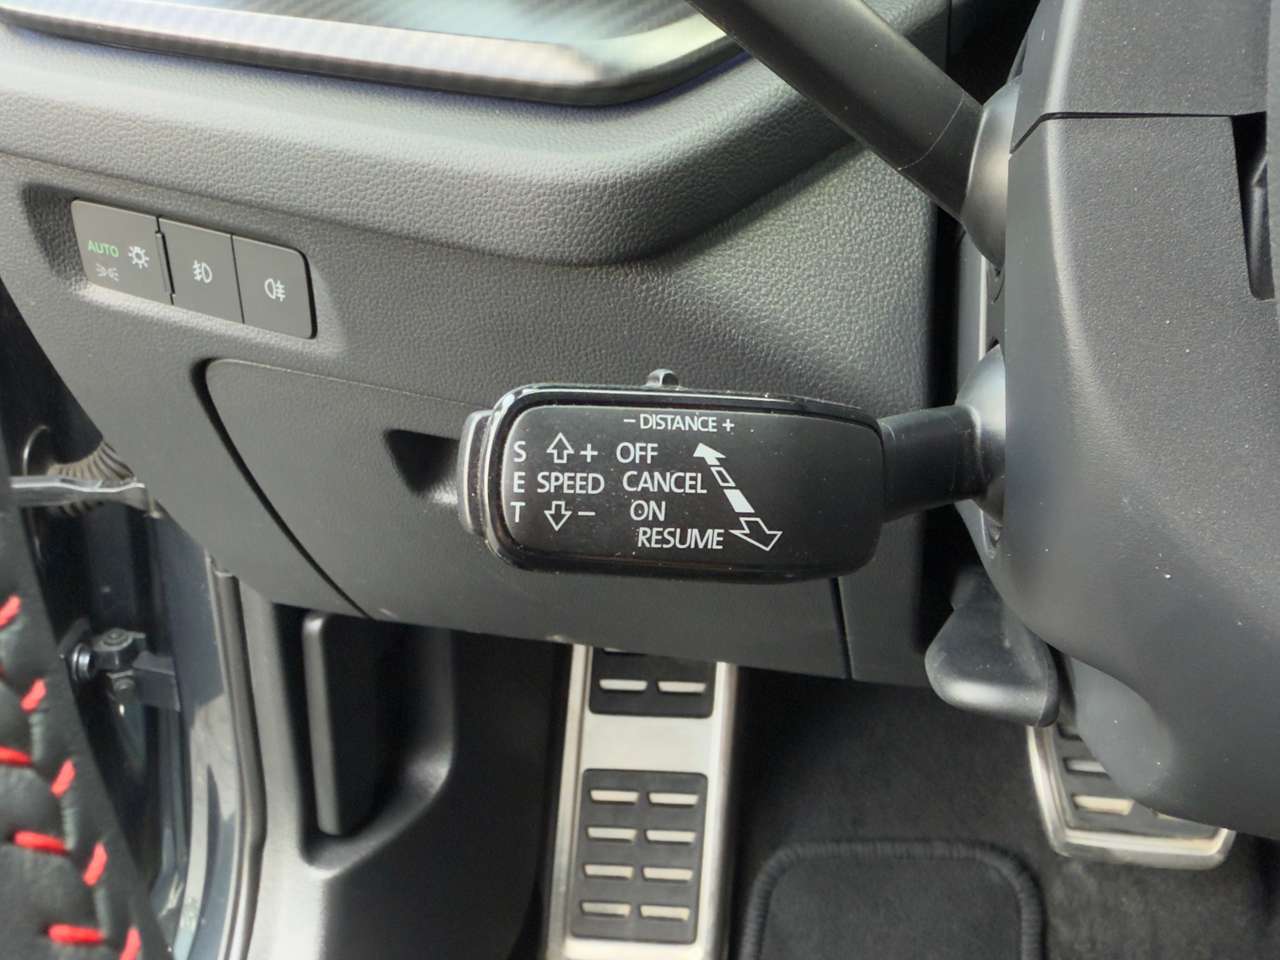 AUTO
− DISTANCE +
S + OFF
E SPEED CANCEL
T − ON
RESUME